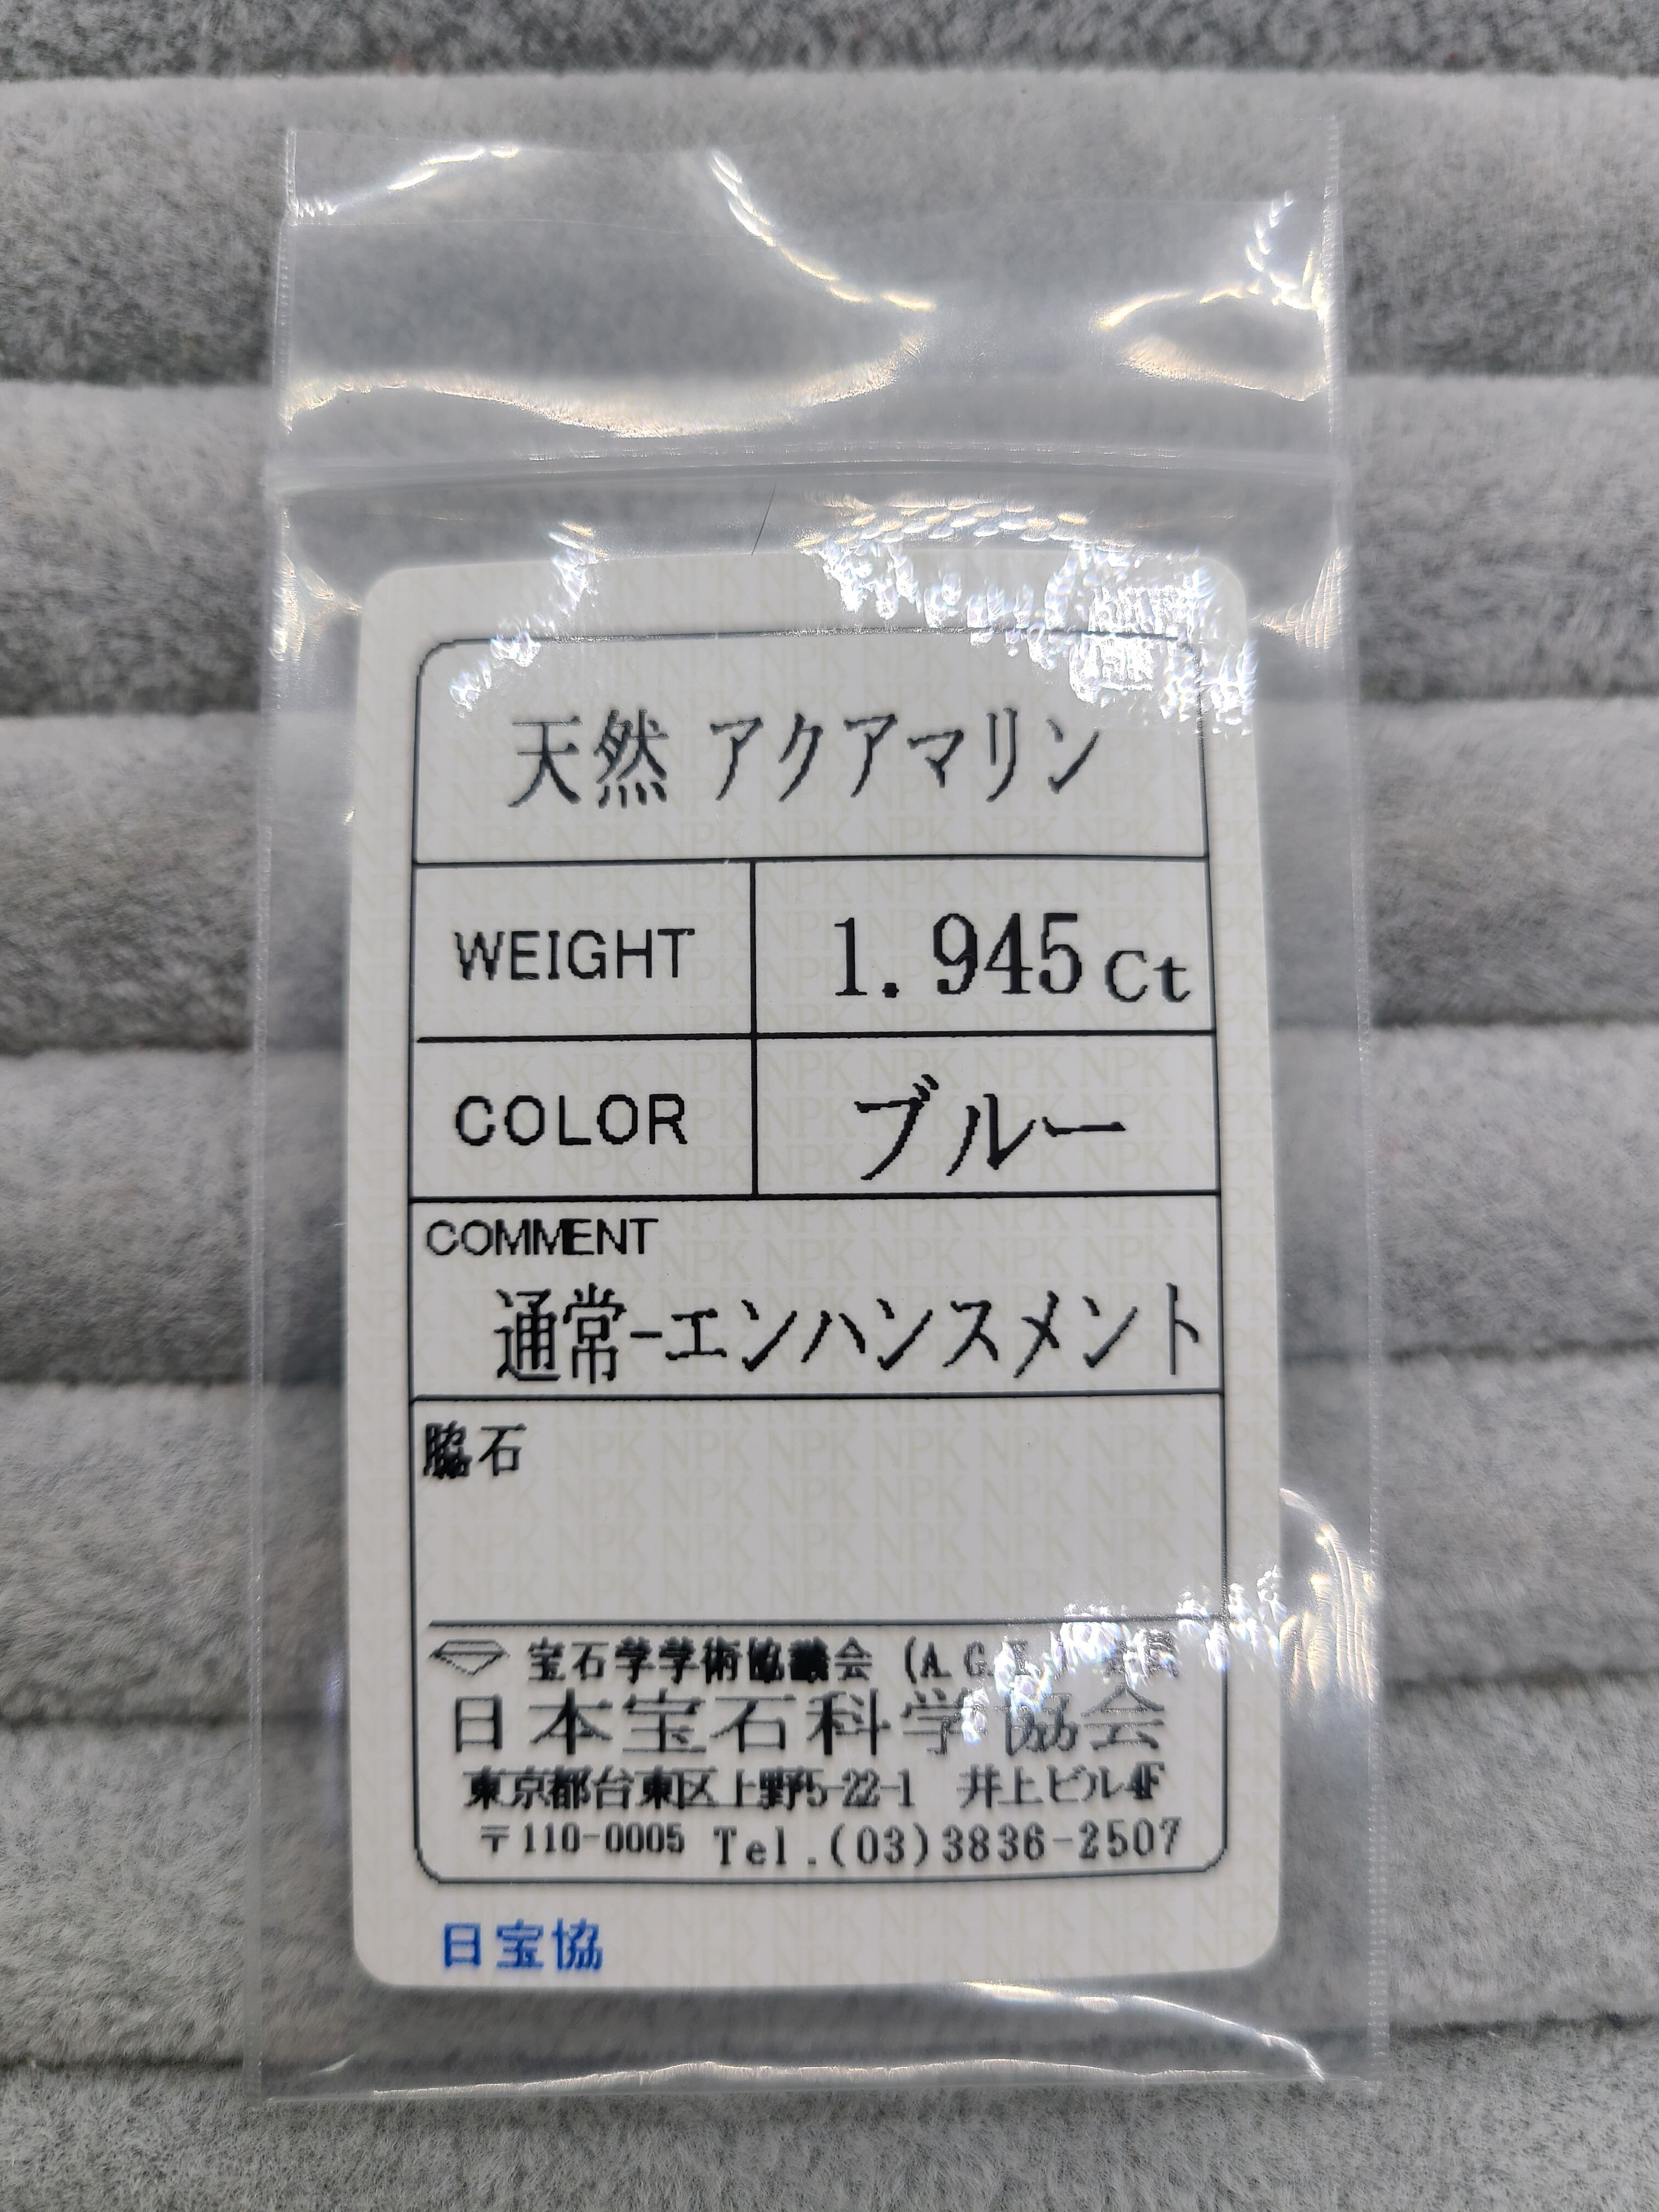 天然 アクアマリン
WEIGHT 1.945ct
COLOR ブルー
COMMENT
通常-エンハンスメント
脇石
宝石学学術協議会 (A.G.L.) 会員
日本宝石科学協会
東京都台東区上野5-22-1 井上ビル4F
〒110-0005 Tel.(03)3836-2507
日宝協